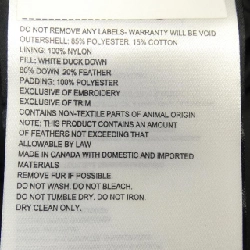 DO NOT REMOVE ANY LABELS- WARRANTY WILL BE VOID
OUTERSHELL: 85% POLYESTER, 15% COTTON
LINING: 100% NYLON
FILL: WHITE DUCK DOWN
80% DOWN 20% FEATHER
PADDING: 100% POLYESTER
EXCLUSIVE OF EMBROIDERY
EXCLUSIVE OF TRIM
CONTAINS NON-TEXTILE PARTS OF ANIMAL ORIGIN
NOTE: THIS PRODUCT CONTAINS AN AMOUNT
OF FEATHERS NOT EXCEEDING THAT
ALLOWABLE BY LAW
MADE IN CANADA WITH DOMESTIC AND IMPORTED
MATERIALS
REMOVE FUR IF POSSIBLE
DO NOT WASH. DO NOT BLEACH.
DO NOT TUMBLE DRY. DO NOT IRON.
DRY CLEAN ONLY.